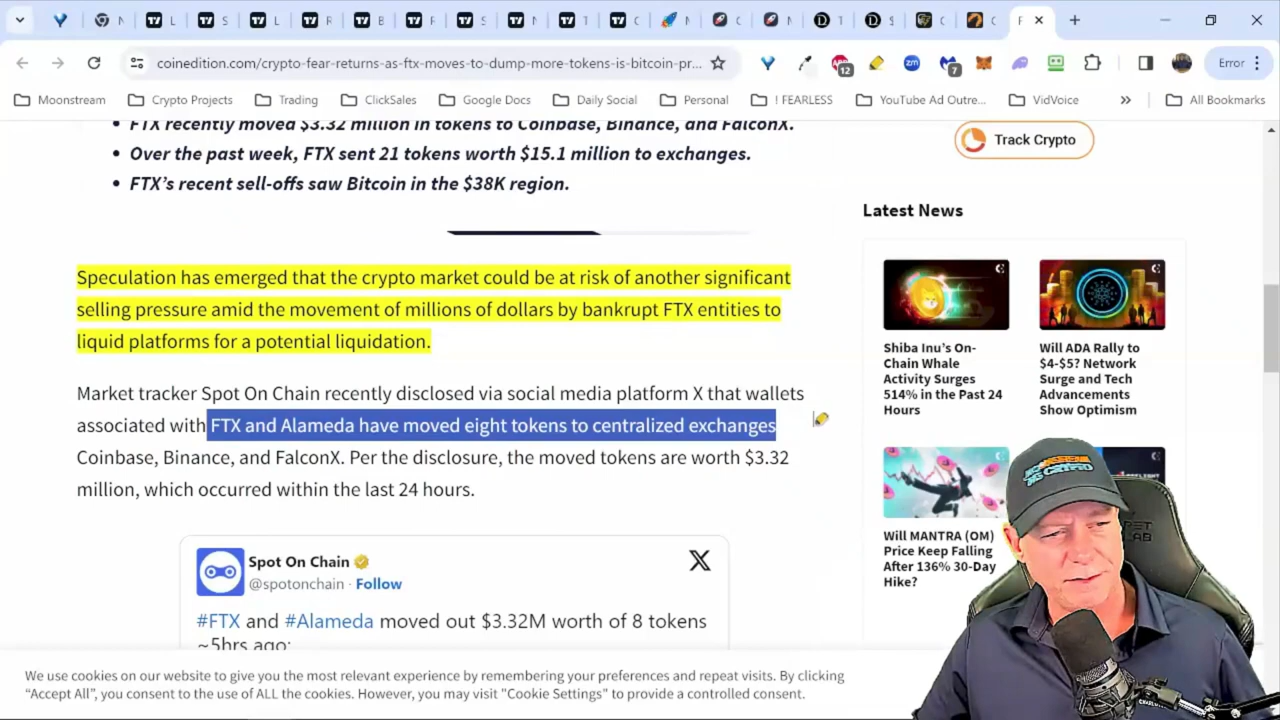 L
S
L
R
B
F
S
N
T
C
N
C
N
T
$
C
C
F
coinedition.com/crypto-fear-returns-as-ftx-moves-to-dump-more-tokens-is-bitcoin-pr...
12
zm
7
Error
Moonstream
Crypto Projects
Trading
ClickSales
Google Docs
Daily Social
Personal
! FEARLESS
YouTube Ad Outre...
VidVoice
»
All Bookmarks
• FTX recently moved $3.32 million in tokens to Coinbase, Binance, and FalconX.
• Over the past week, FTX sent 21 tokens worth $15.1 million to exchanges.
• FTX's recent sell-offs saw Bitcoin in the $38K region.
Speculation has emerged that the crypto market could be at risk of another significant
selling pressure amid the movement of millions of dollars by bankrupt FTX entities to
liquid platforms for a potential liquidation.
Market tracker Spot On Chain recently disclosed via social media platform X that wallets
associated with FTX and Alameda have moved eight tokens to centralized exchanges
Coinbase, Binance, and FalconX. Per the disclosure, the moved tokens are worth $3.32
million, which occurred within the last 24 hours.
Spot On Chain
@spotonchain · Follow
#FTX and #Alameda moved out $3.32M worth of 8 tokens
~5hrs ago:
Track Crypto
Latest News
Shiba Inu's On-
Chain Whale
Activity Surges
514% in the Past 24
Hours
Will ADA Rally to
$4-$5? Network
Surge and Tech
Advancements
Show Optimism
Will MANTRA (OM)
Price Keep Falling
After 136% 30-Day
Hike?
We use cookies on our website to give you the most relevant experience by remembering your preferences and repeat visits. By clicking
"Accept All", you consent to the use of ALL the cookies. However, you may visit "Cookie Settings" to provide a controlled consent.